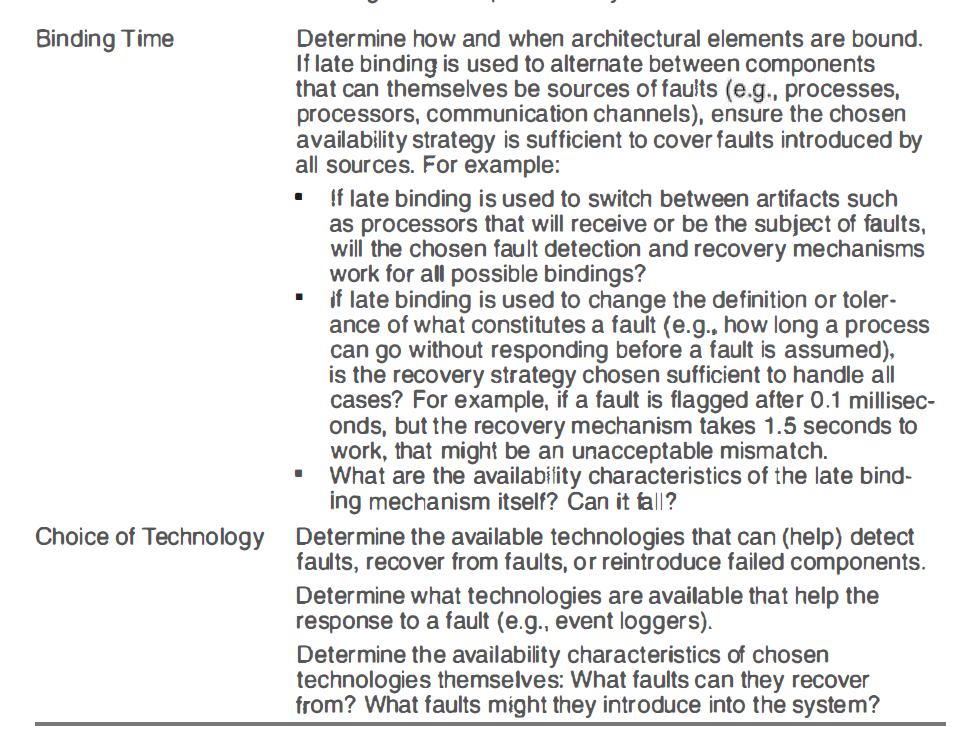 Binding Time
Determine how and when architectural elements are bound.
If late binding is used to alternate between components
that can themselves be sources of faults (e.g., processes,
processors, communication channels), ensure the chosen
availability strategy is sufficient to cover faults introduced by
all sources. For example:
▪ If late binding is used to switch between artifacts such
as processors that will receive or be the subject of faults,
will the chosen fault detection and recovery mechanisms
work for all possible bindings?
▪ If late binding is used to change the definition or toler-
ance of what constitutes a fault (e.g., how long a process
can go without responding before a fault is assumed),
is the recovery strategy chosen sufficient to handle all
cases? For example, if a fault is flagged after 0.1 millisec-
onds, but the recovery mechanism takes 1.5 seconds to
work, that might be an unacceptable mismatch.
▪ What are the availability characteristics of the late bind-
ing mechanism itself? Can it fall?
Choice of Technology
Determine the available technologies that can (help) detect
faults, recover from faults, or reintroduce failed components.
Determine what technologies are available that help the
response to a fault (e.g., event loggers).
Determine the availability characteristics of chosen
technologies themselves: What faults can they recover
from? What faults might they introduce into the system?